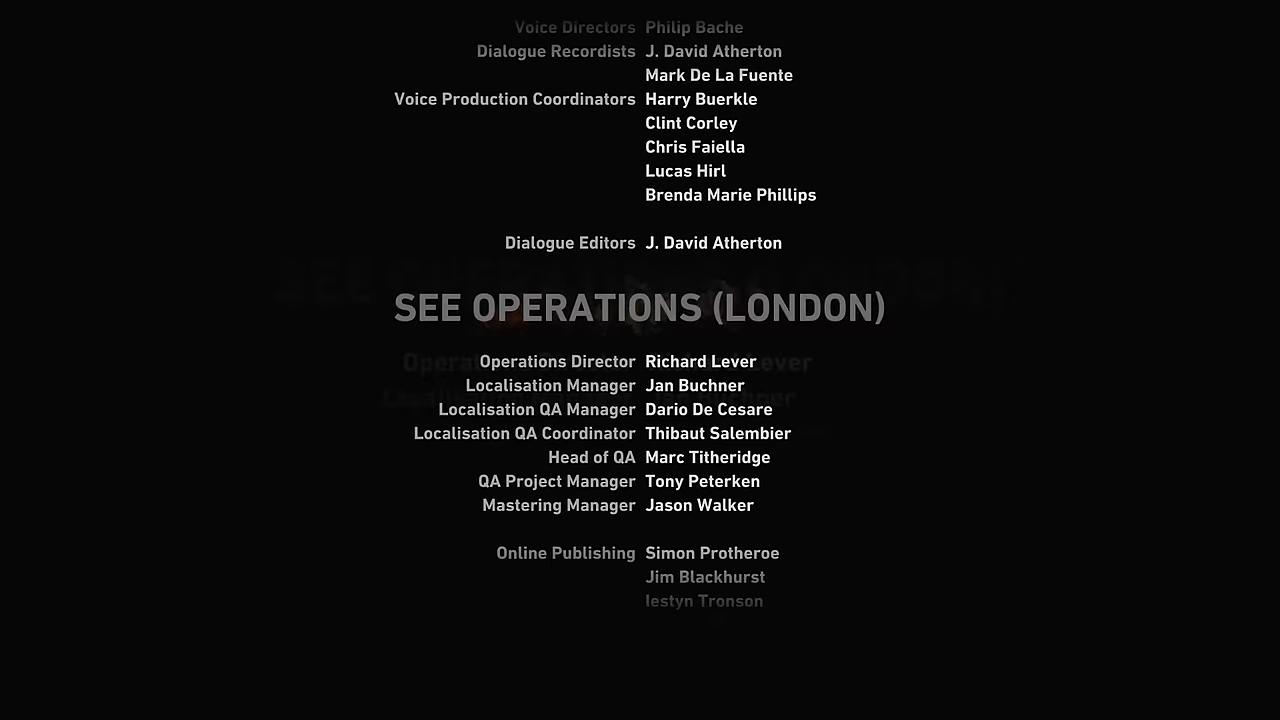 Voice Directors Philip Bache
Dialogue Recordists J. David Atherton
Mark De La Fuente
Voice Production Coordinators Harry Buerkle
Clint Corley
Chris Faiella
Lucas Hirl
Brenda Marie Phillips
Dialogue Editors J. David Atherton
SEE OPERATIONS (LONDON)
Operations Director Richard Lever
Localisation Manager Jan Buchner
Localisation QA Manager Dario De Cesare
Localisation QA Coordinator Thibaut Salembier
Head of QA Marc Titheridge
QA Project Manager Tony Peterken
Mastering Manager Jason Walker
Online Publishing Simon Protheroe
Jim Blackhurst
Iestyn Tronson